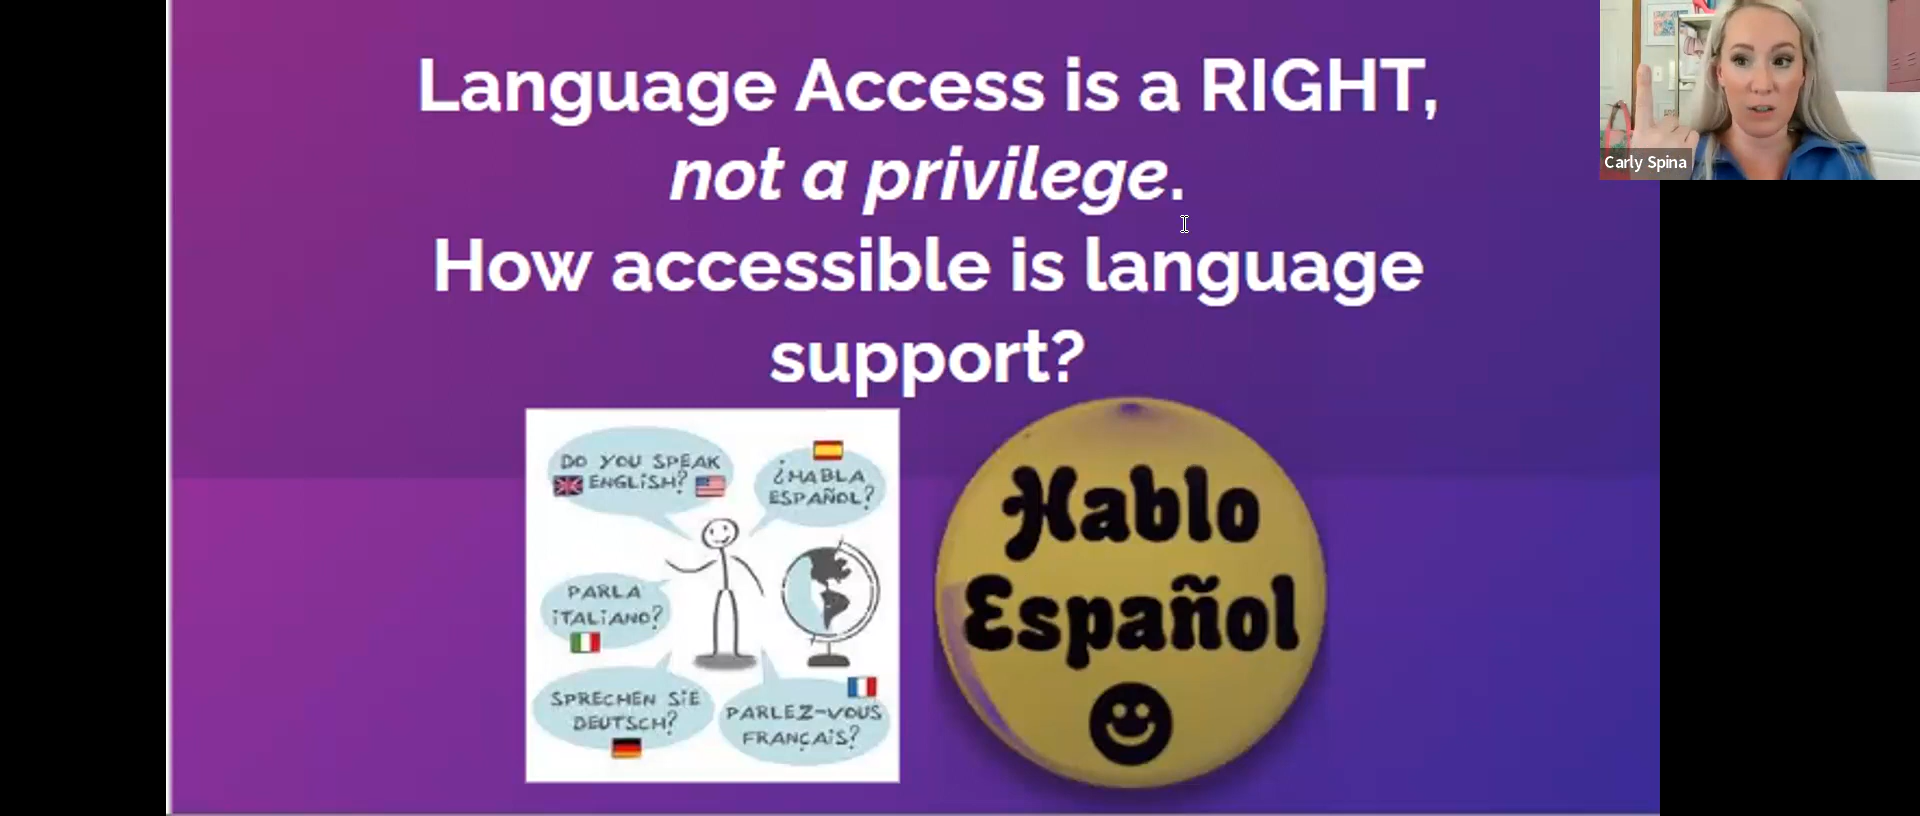 Language Access is a RIGHT,
not a privilege.
How accessible is language
support?
Carly Spina
DO YOU SPEAK
ENGLISH?
¿HABLA
ESPAÑOL?
PARLA
iTALiANO?
SPRECHEN SiE
DEUTSCH?
PARLEZ-VOUS
FRANÇAiS?
Hablo
Español